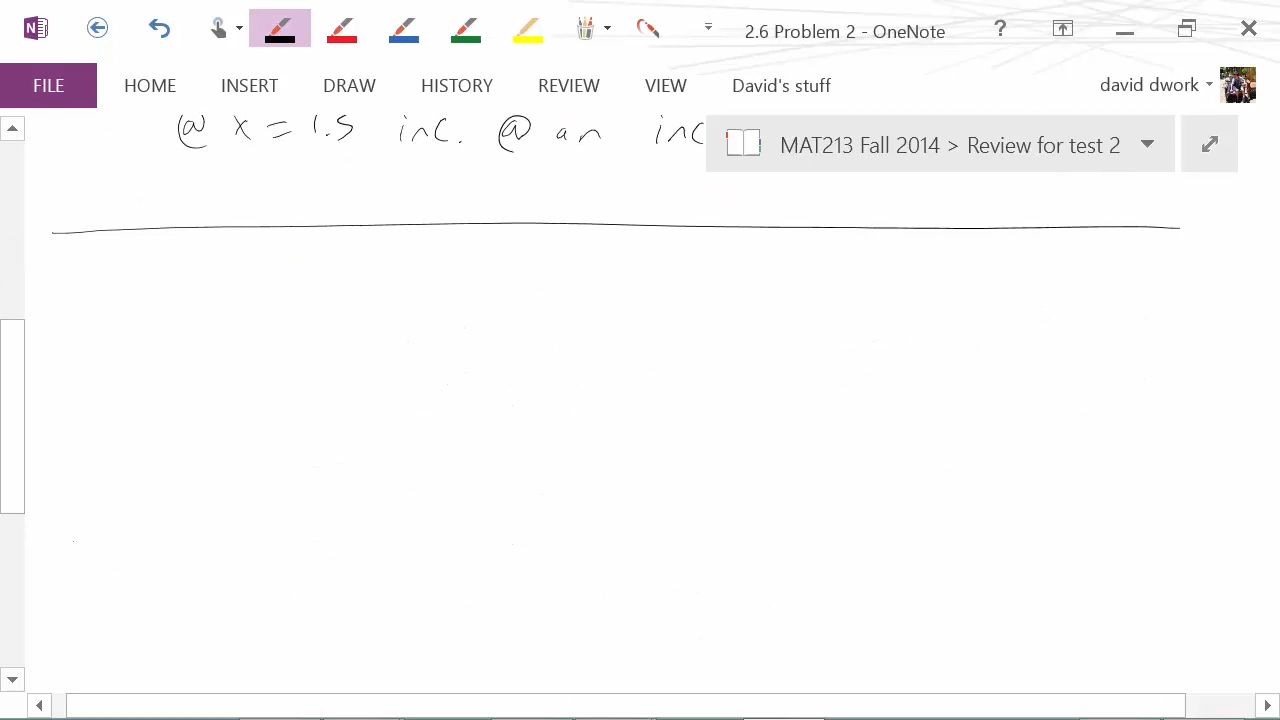 2.6 Problem 2 - OneNote
?
FILE HOME INSERT DRAW HISTORY REVIEW VIEW David's stuff
david dwork
@ x = 1.5 inc. @ an inc
MAT213 Fall 2014 > Review for test 2